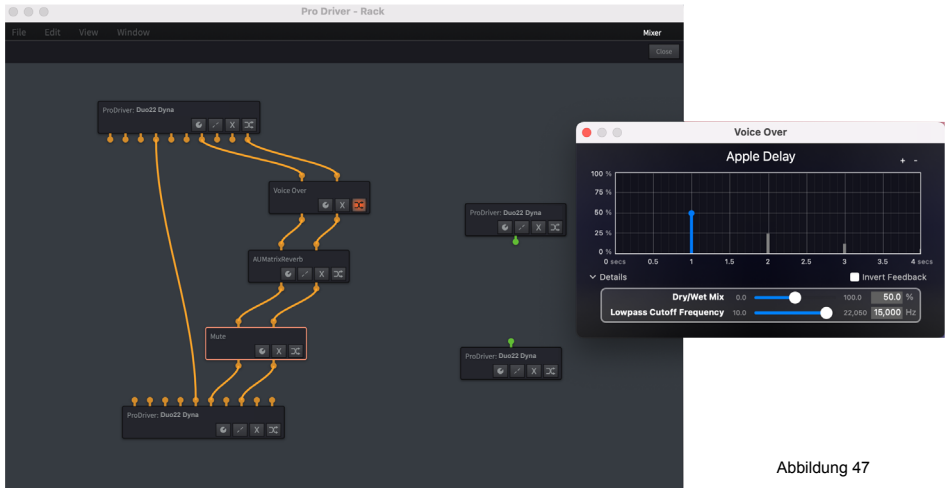 Pro Driver - Rack
File Edit View Window
Mixer
Close
ProDriver: Duo22 Dyna
X
Voice Over
X
AUMatrixReverb
X
Mute
X
ProDriver: Duo22 Dyna
X
ProDriver: Duo22 Dyna
X
ProDriver: Duo22 Dyna
X
Voice Over
Apple Delay
+ -
100 %
75 %
50 %
25 %
0 %
0 secs 0.5 1 1.5 2 2.5 3 3.5 4 secs
Details
Invert Feedback
Dry/Wet Mix 0.0 100.0 50.0 %
Lowpass Cutoff Frequency 10.0 22,050 15,000 Hz
Abbildung 47